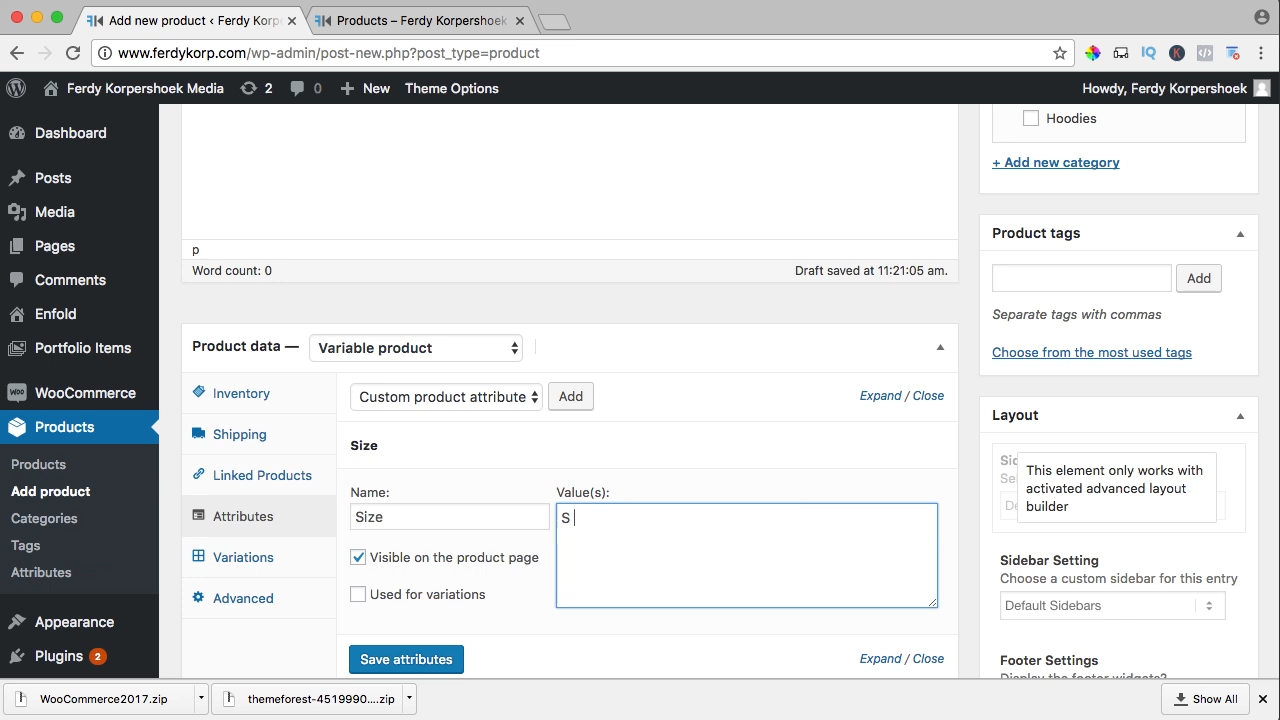 Add new product ‹ Ferdy Korp
Products – Ferdy Korpershoek
www.ferdykorp.com/wp-admin/post-new.php?post_type=product
Ferdy Korpershoek Media
2
0
New
Theme Options
Howdy, Ferdy Korpershoek
Dashboard
Posts
Media
Pages
Comments
Enfold
Portfolio Items
WooCommerce
Products
Products
Add product
Categories
Tags
Attributes
Appearance
Plugins 2
p
Word count: 0
Draft saved at 11:21:05 am.
Product data —
Variable product
Inventory
Shipping
Linked Products
Attributes
Variations
Advanced
Custom product attribute
Add
Expand / Close
Size
Name:
Value(s):
Size
S
Visible on the product page
Used for variations
Save attributes
Expand / Close
Hoodies
+ Add new category
Product tags
Add
Separate tags with commas
Choose from the most used tags
Layout
This element only works with
activated advanced layout
builder
Sidebar Setting
Choose a custom sidebar for this entry
Default Sidebars
Footer Settings
Display the footer widgets?
WooCommerce2017.zip
themeforest-4519990....zip
Show All